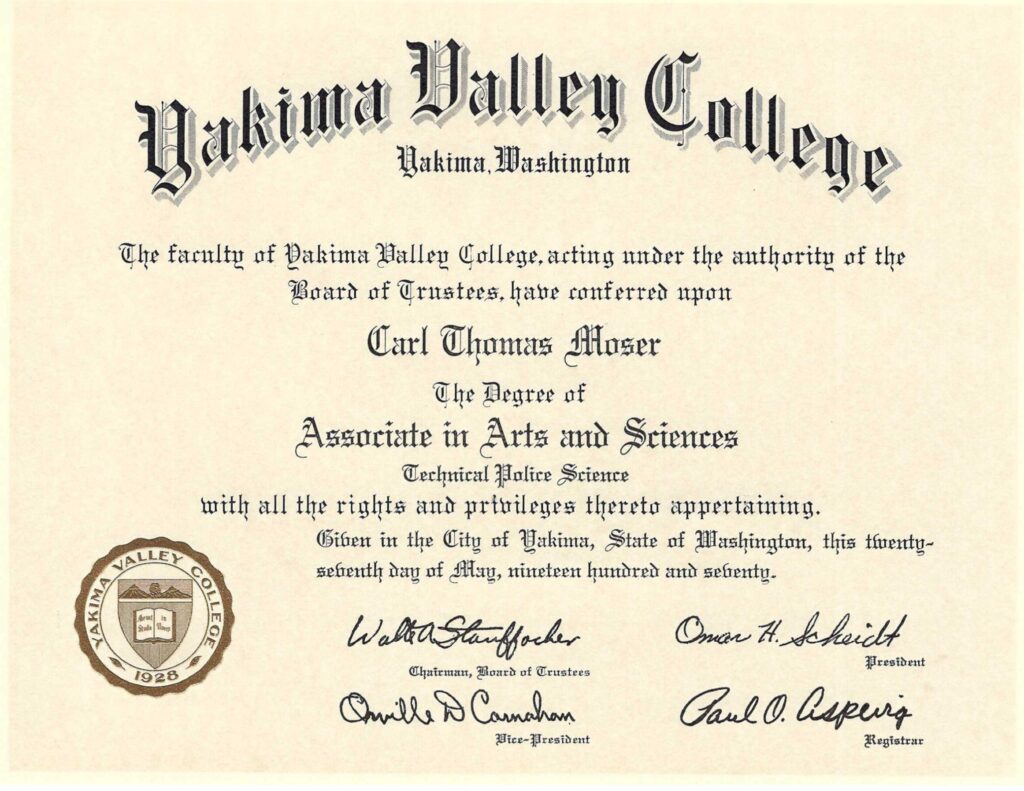 Yakima Valley College
Yakima, Washington
The faculty of Yakima Valley College, acting under the authority of the
Board of Trustees, have conferred upon
Carl Thomas Moser
The Degree of
Associate in Arts and Sciences
Technical Police Science
with all the rights and privileges thereto appertaining.
Given in the City of Yakima, State of Washington, this twenty-
seventh day of May, nineteen hundred and seventy.
YAKIMA VALLEY COLLEGE
1928
Omar H. Scheidt
Chairman, Board of Trustees
President
Orville D Carnahan
Paul O. Aspeirg
Vice-President
Registrar